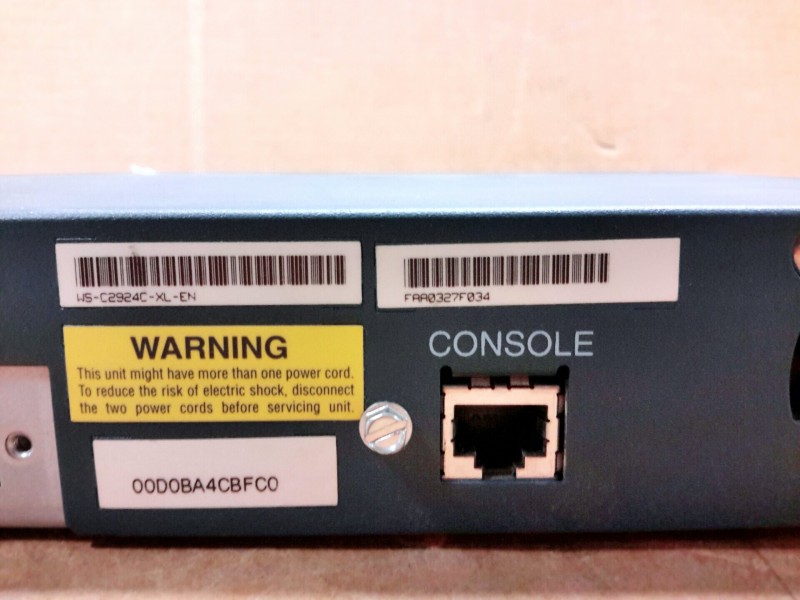 WS-C2924C-XL-EN
FAA0327F034
WARNING
This unit might have more than one power cord.
To reduce the risk of electric shock, disconnect
the two power cords before servicing unit.
CONSOLE
00D0BA4CBFC0